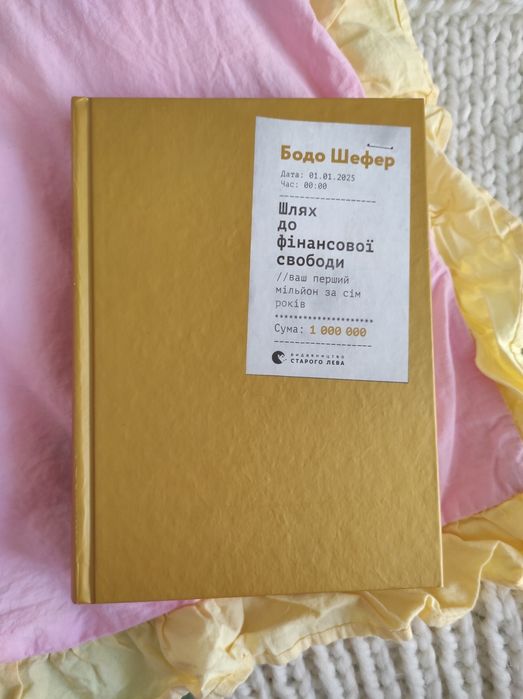 Бодо Шефер
Дата: 01.01.2025
Час: 00:00
--------------------
Шлях
до
фінансової
свободи
//ваш перший
мільйон за сім
років
********************
Сума: 1 000 000
--------------------
ВИДАВНИЦТВО
СТАРОГО ЛЕВА